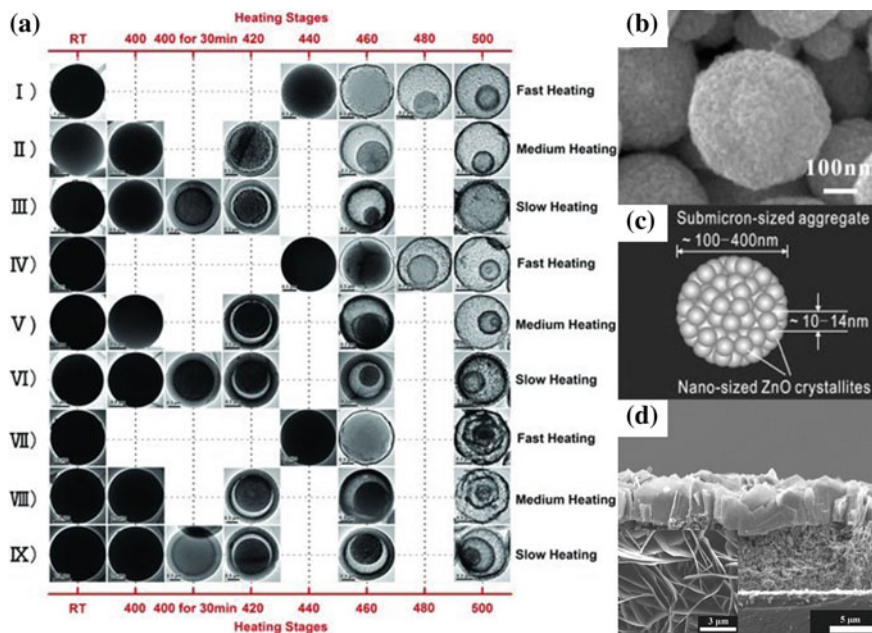 (a)
Heating Stages
RT 400 400 for 30min 420 440 460 480 500
I) Fast Heating
II) Medium Heating
III) Slow Heating
IV) Fast Heating
V) Medium Heating
VI) Slow Heating
VII) Fast Heating
VIII) Medium Heating
IX) Slow Heating
RT 400 400 for 30min 420 440 460 480 500
Heating Stages
(b)
100nm
(c)
Submicron-sized aggregate
~ 100-400nm
~ 10-14nm
Nano-sized ZnO crystallites
(d)
3 μm
5 μm